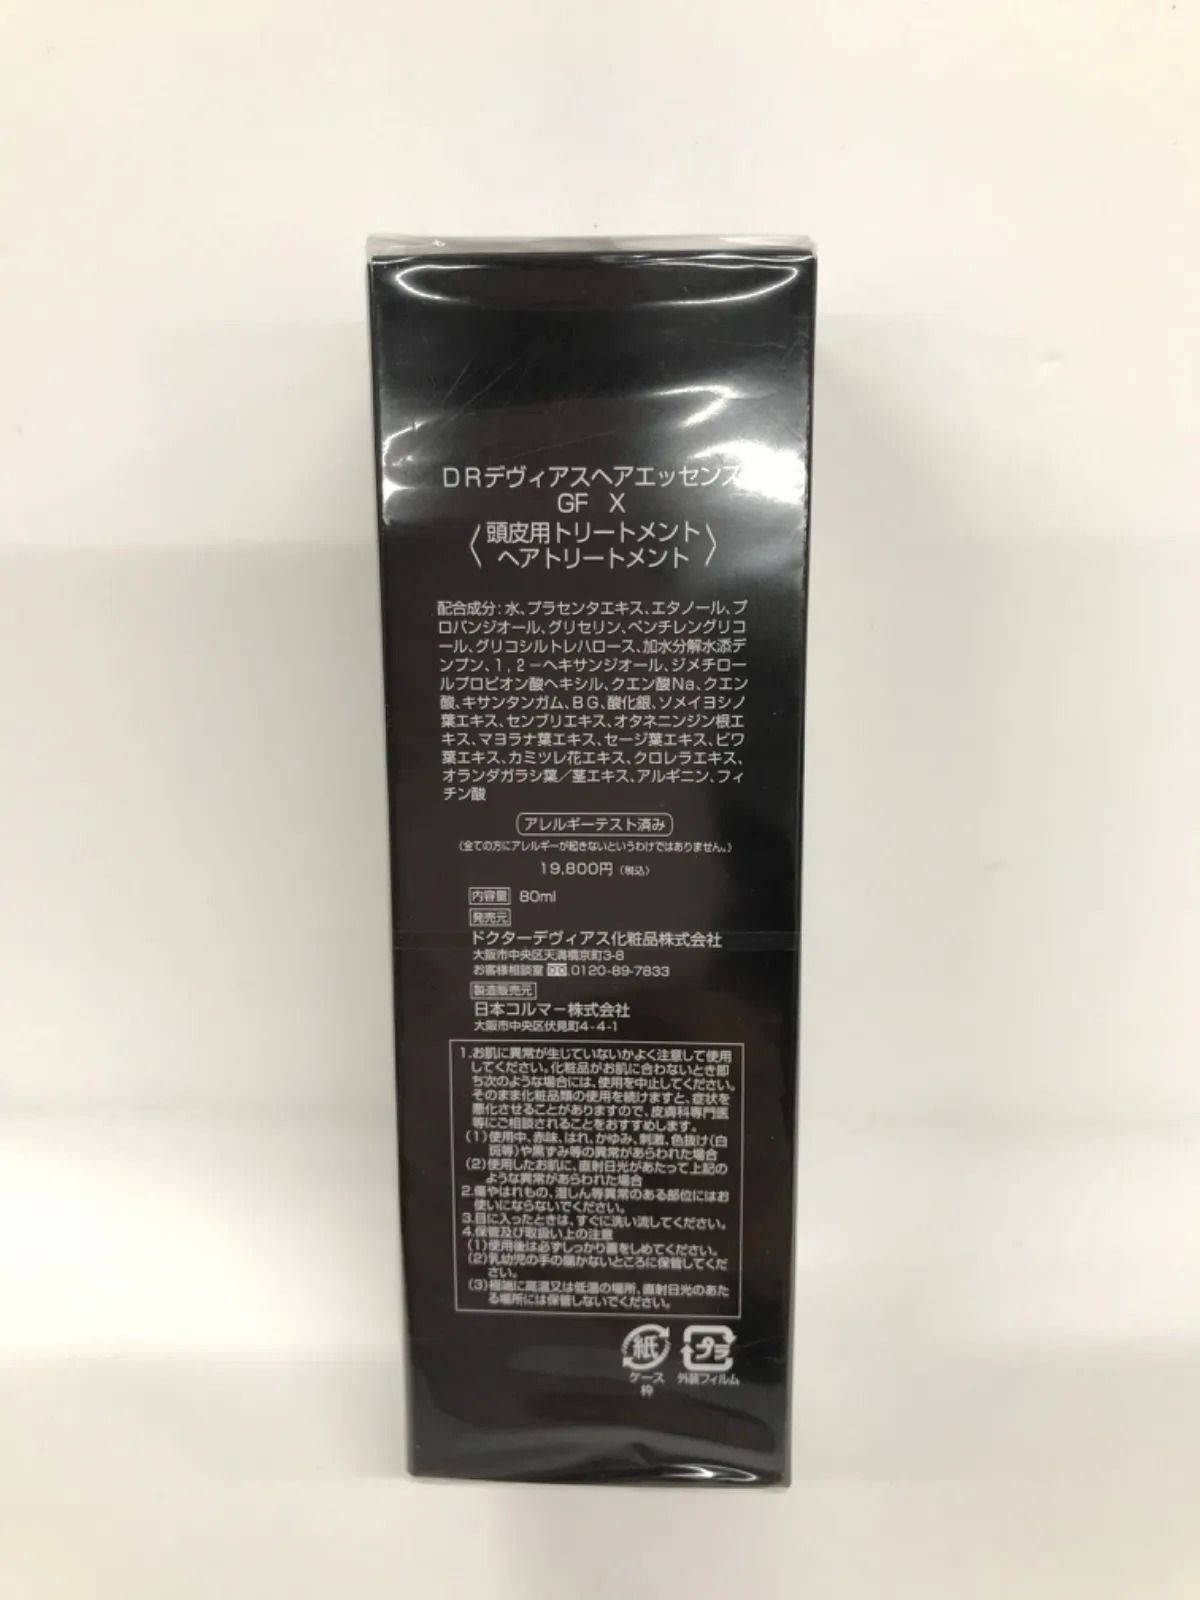 DRデヴィアスヘアエッセンス
GF X
〈頭皮用トリートメント
ヘアトリートメント〉
配合成分:水、プラセンタエキス、エタノール、プ
ロパンジオール、グリセリン、ペンチレングリコ
ール、グリコシルトレハロース、加水分解水添デ
ンプン、1,2-ヘキサンジオール、ジメチロー
ルプロピオン酸ヘキシル、クエン酸Na、クエン
酸、キサンタンガム、BG、酸化銀、ソメイヨシノ
葉エキス、センブリエキス、オタネニンジン根エ
キス、マヨラナ葉エキス、セージ葉エキス、ビワ
葉エキス、カミツレ花エキス、クロレラエキス、
オランダガラシ葉/茎エキス、アルギニン、フィ
チン酸
アレルギーテスト済み
(全ての方にアレルギーが起きないというわけではありません。)
19,800円(税込)
内容量 80ml
発売元
ドクターデヴィアス化粧品株式会社
大阪市中央区天満橋京町3-8
お客様相談室 0120-89-7833
製造販売元
日本コルマー株式会社
大阪市中央区伏見町4-4-1
1.お肌に異常が生じていないかよく注意して使用
してください。化粧品がお肌に合わないとき即
ち次のような場合には、使用を中止してください。
そのまま化粧品類の使用を続けますと、症状を
悪化させることがありますので、皮膚科専門医
等にご相談されることをおすすめします。
(1)使用中、赤味、はれ、かゆみ、刺激、色抜け(白
斑等)や黒ずみ等の異常があらわれた場合
(2)使用したお肌に、直射日光があたって上記の
ような異常があらわれた場合
2.傷やはれもの、湿しん等異常のある部位にはお
使いにならないでください。
3.目に入ったときは、すぐに洗い流してください。
4.保管及び取扱い上の注意
(1)使用後は必ずしっかり蓋をしめてください。
(2)乳幼児の手の届かないところに保管してくだ
さい。
(3)極端に高温又は低温の場所、直射日光のあた
る場所には保管しないでください。
紙 プラ
ケース 外装フィルム
枠